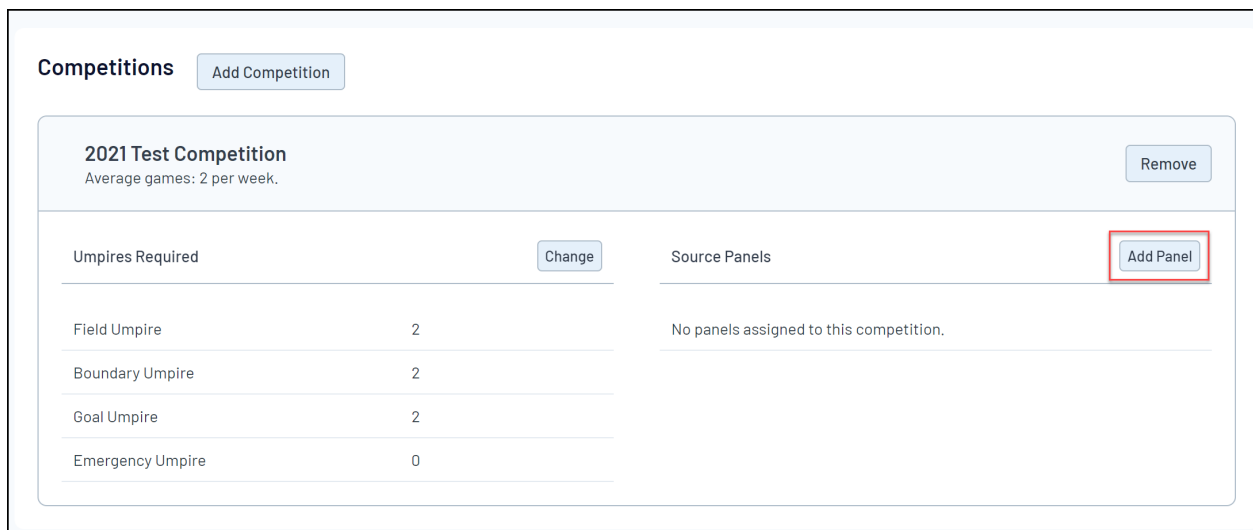 Competitions
Add Competition
2021 Test Competition
Average games: 2 per week.
Remove
Umpires Required
Change
Field Umpire 2
Boundary Umpire 2
Goal Umpire 2
Emergency Umpire 0
Source Panels
Add Panel
No panels assigned to this competition.